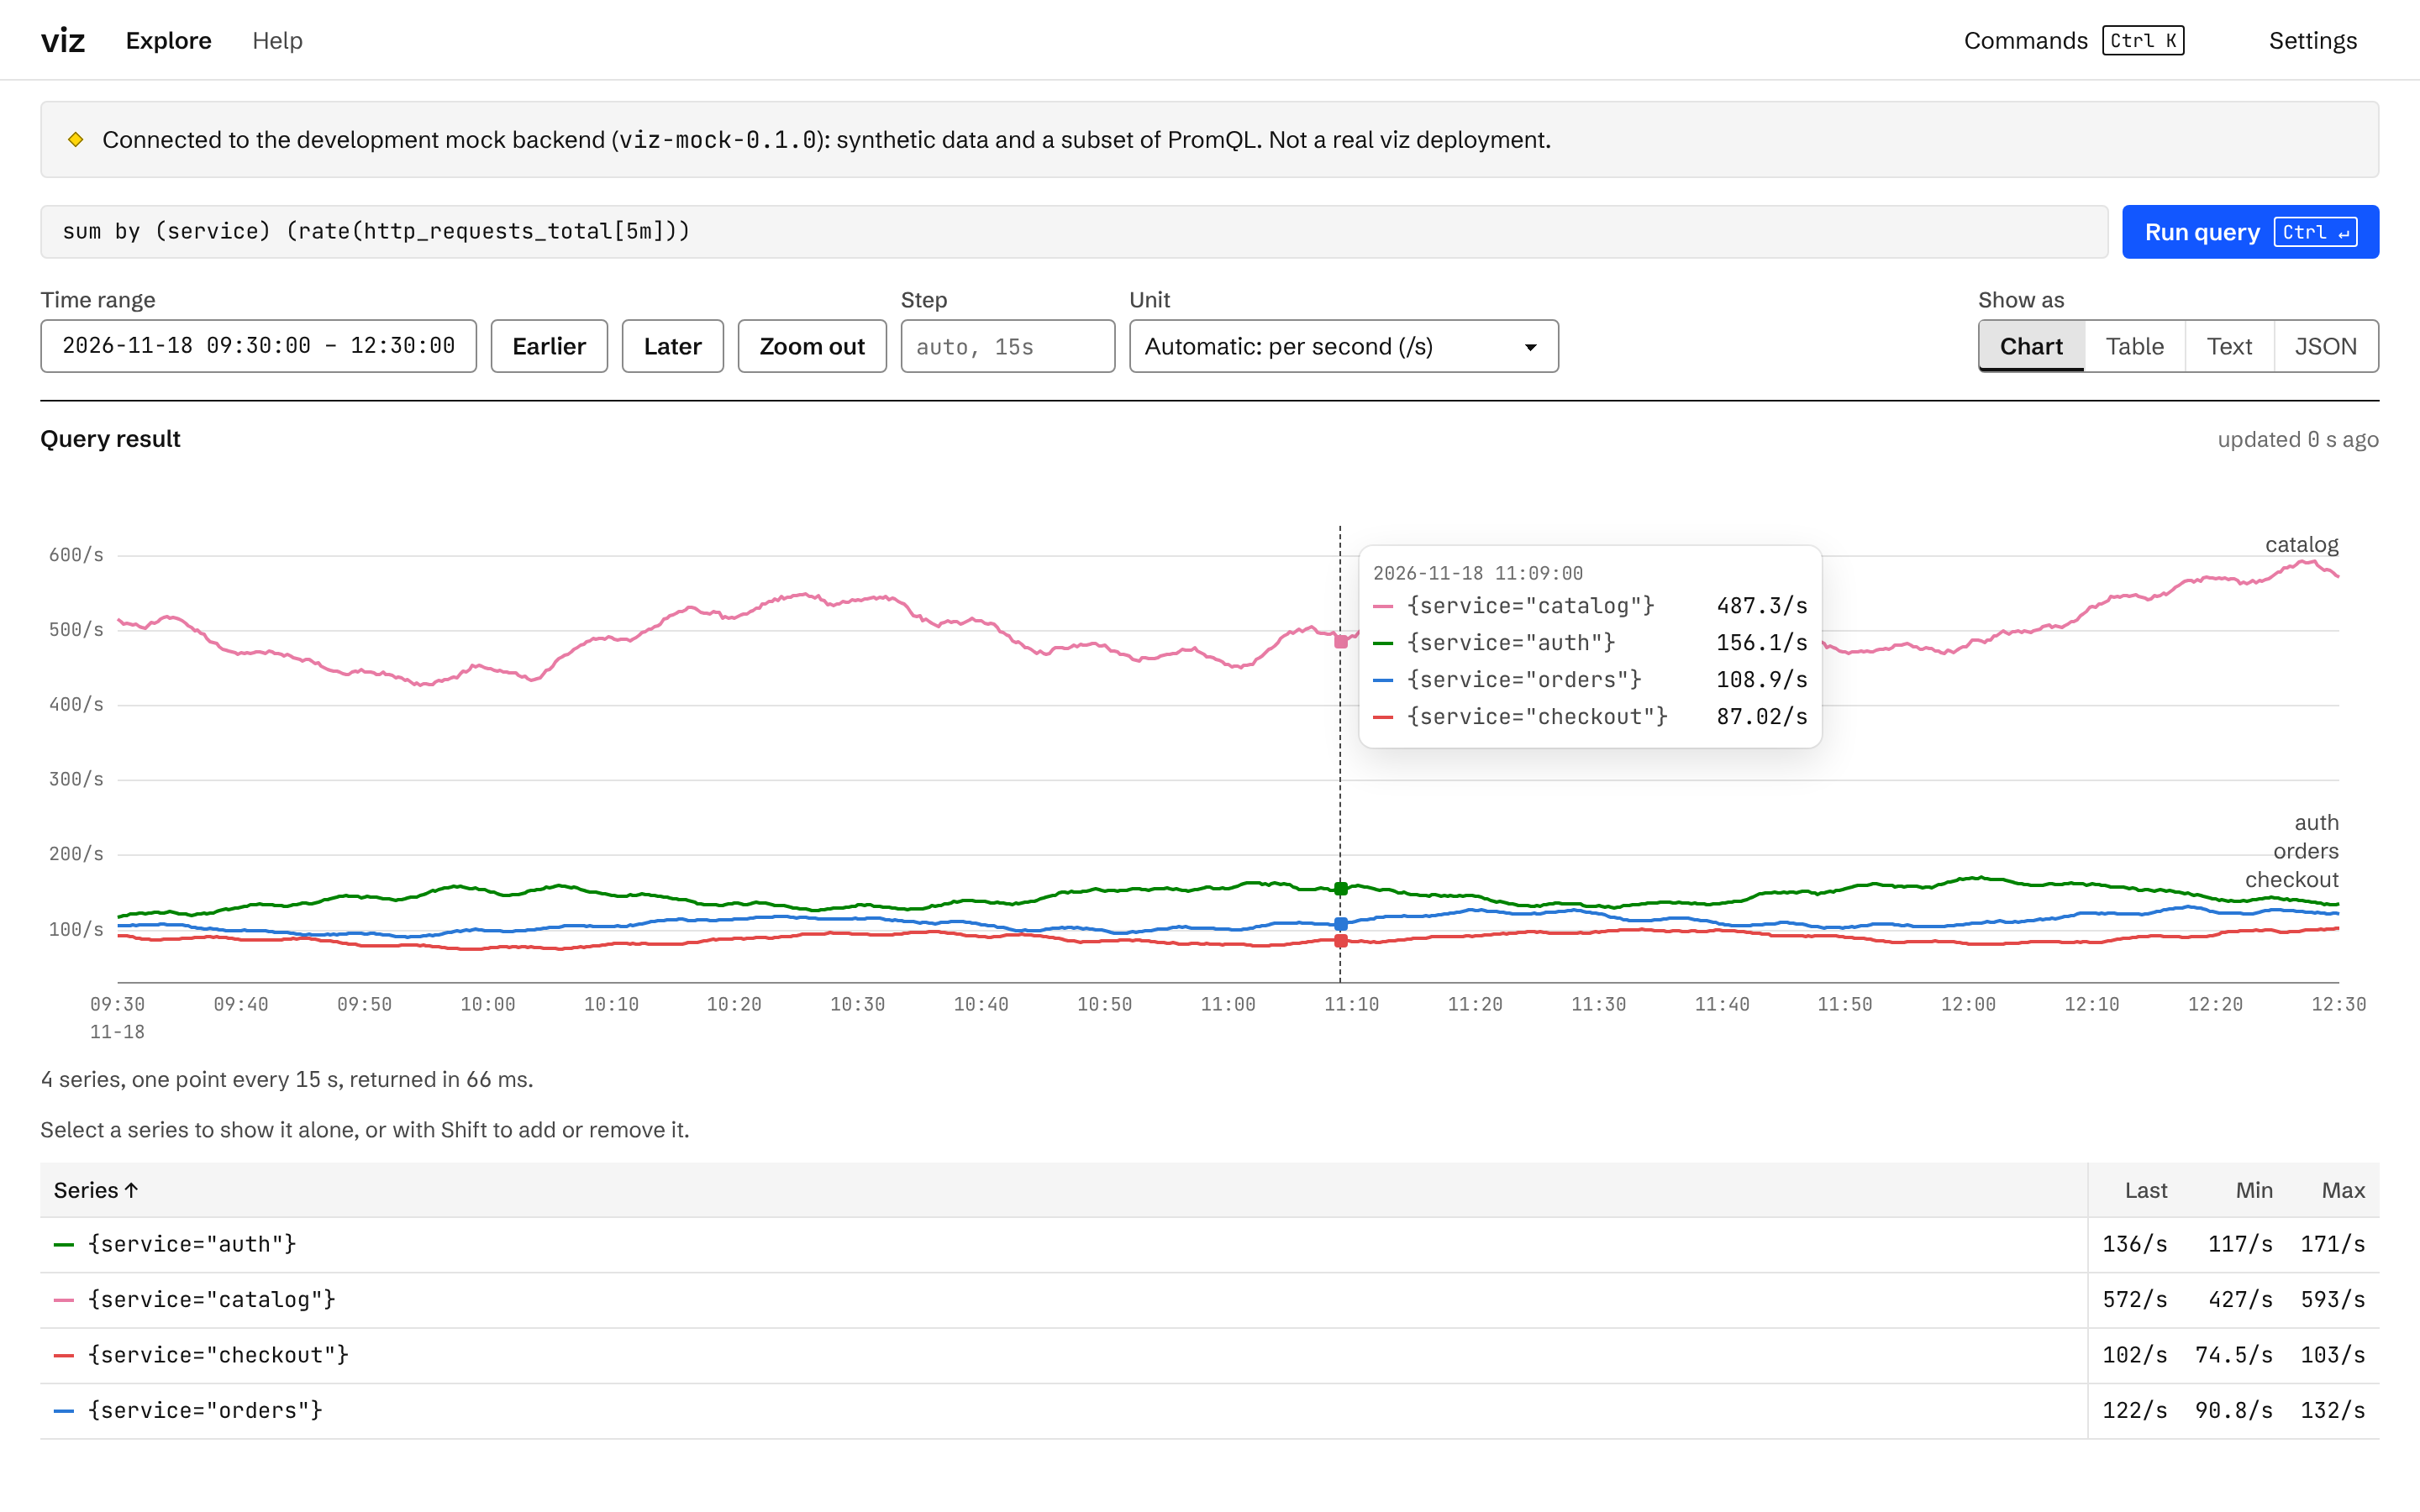 viz Explore Help Commands Ctrl K Settings
Connected to the development mock backend (viz-mock-0.1.0): synthetic data and a subset of PromQL. Not a real viz deployment.
sum by (service) (rate(http_requests_total[5m])) Run query Ctrl ↵
Time range Step Unit Show as
2026-11-18 09:30:00 – 12:30:00 Earlier Later Zoom out auto, 15s Automatic: per second (/s) Chart Table Text JSON
Query result updated 0 s ago
600/s
500/s
400/s
300/s
200/s
100/s
catalog
2026-11-18 11:09:00
{service="catalog"} 487.3/s
{service="auth"} 156.1/s
{service="orders"} 108.9/s
{service="checkout"} 87.02/s
auth
orders
checkout
09:30 09:40 09:50 10:00 10:10 10:20 10:30 10:40 10:50 11:00 11:10 11:20 11:30 11:40 11:50 12:00 12:10 12:20 12:30
11-18
4 series, one point every 15 s, returned in 66 ms.
Select a series to show it alone, or with Shift to add or remove it.
Series ↑ Last Min Max
{service="auth"} 136/s 117/s 171/s
{service="catalog"} 572/s 427/s 593/s
{service="checkout"} 102/s 74.5/s 103/s
{service="orders"} 122/s 90.8/s 132/s